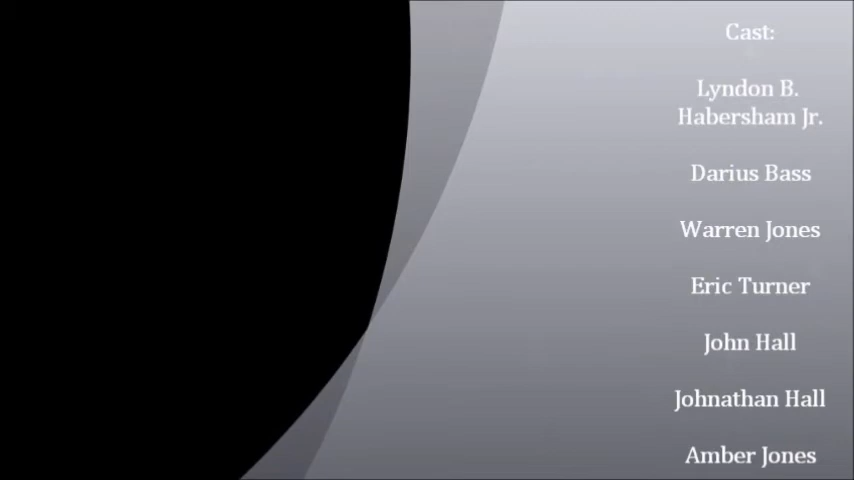 Cast:
Lyndon B.
Habersham Jr.
Darius Bass
Warren Jones
Eric Turner
John Hall
Johnathan Hall
Amber Jones